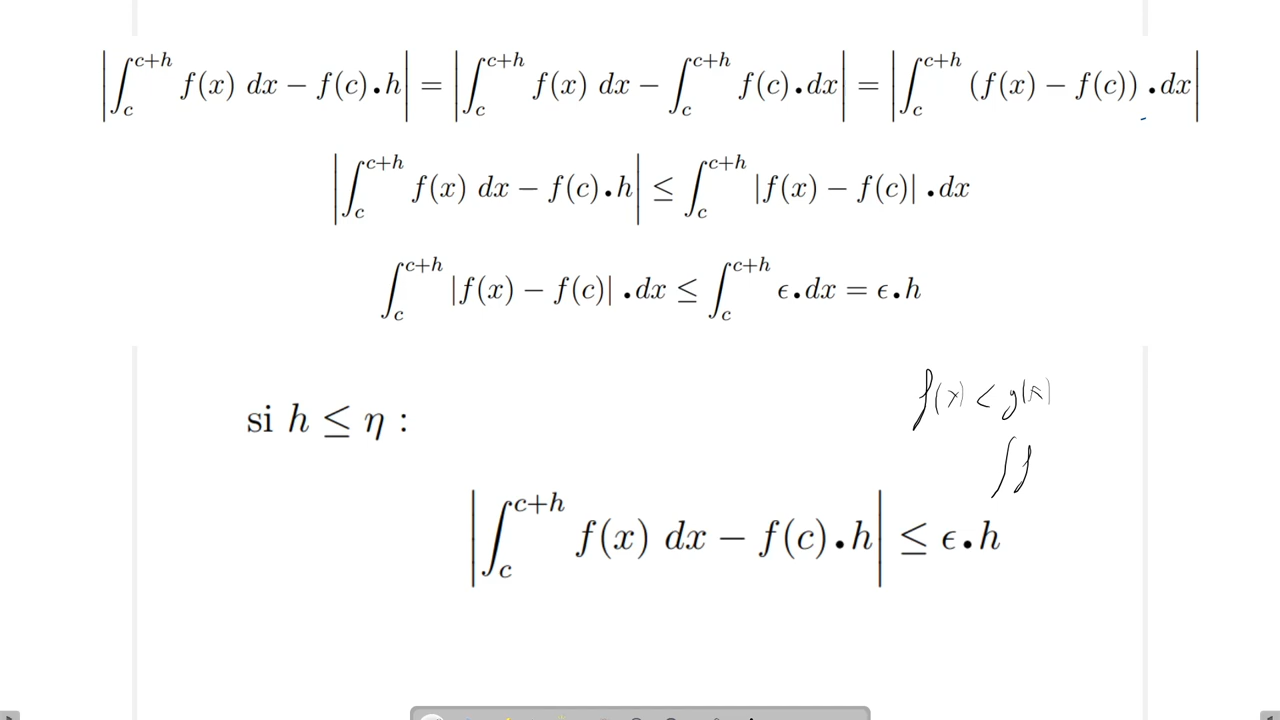 |∫_c^{c+h} f(x) dx − f(c).h| = |∫_c^{c+h} f(x) dx − ∫_c^{c+h} f(c).dx| = |∫_c^{c+h} (f(x) − f(c)) .dx|
|∫_c^{c+h} f(x) dx − f(c).h| ≤ ∫_c^{c+h} |f(x) − f(c)| .dx
∫_c^{c+h} |f(x) − f(c)| .dx ≤ ∫_c^{c+h} ϵ.dx = ϵ.h
f(x) < g(x)
si h ≤ η :
∫f
|∫_c^{c+h} f(x) dx − f(c).h| ≤ ϵ.h